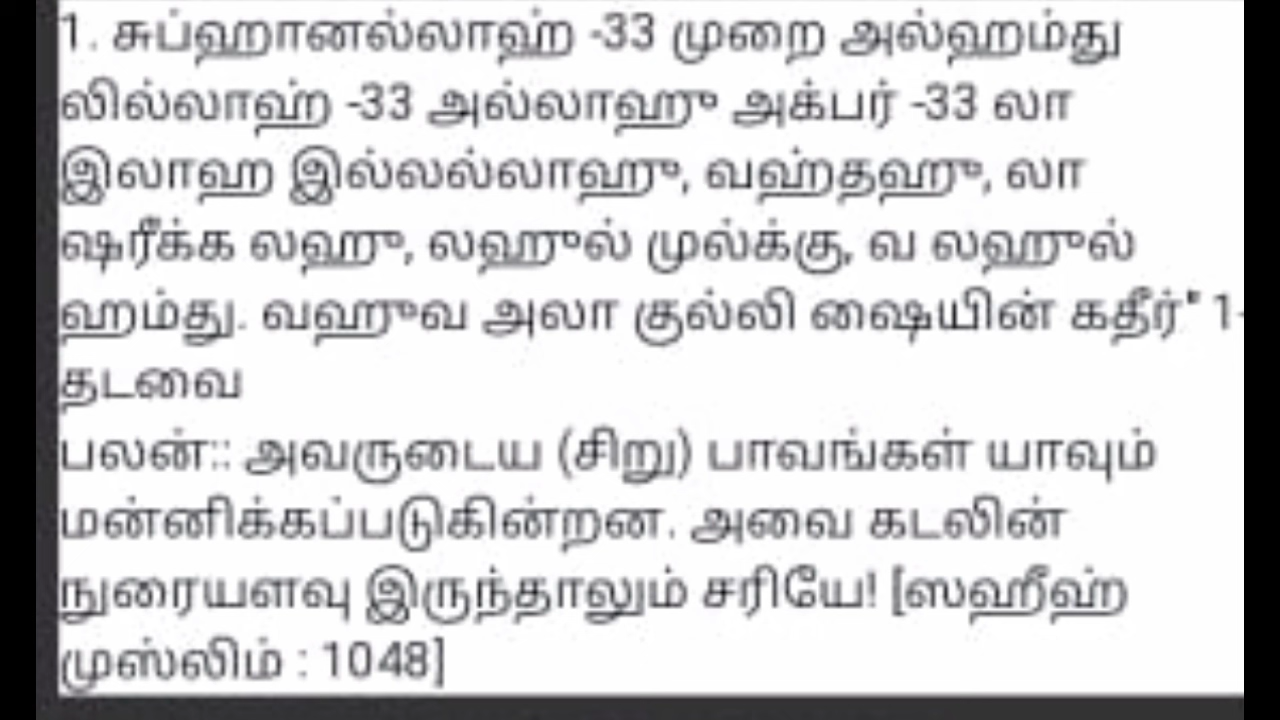 1. சுப்ஹானல்லாஹ் -33 முறை அல்ஹம்து
லில்லாஹ் -33 அல்லாஹு அக்பர் -33 லா
இலாஹ இல்லல்லாஹு, வஹ்தஹு, லா
ஷரீக்க லஹு, லஹுல் முல்க்கு, வ லஹுல்
ஹம்து. வஹுவ அலா குல்லி ஷையின் கதீர்" 1-
தடவை
பலன்:: அவருடைய (சிறு) பாவங்கள் யாவும்
மன்னிக்கப்படுகின்றன. அவை கடலின்
நுரையளவு இருந்தாலும் சரியே! [ஸஹீஹ்
முஸ்லிம் : 1048]